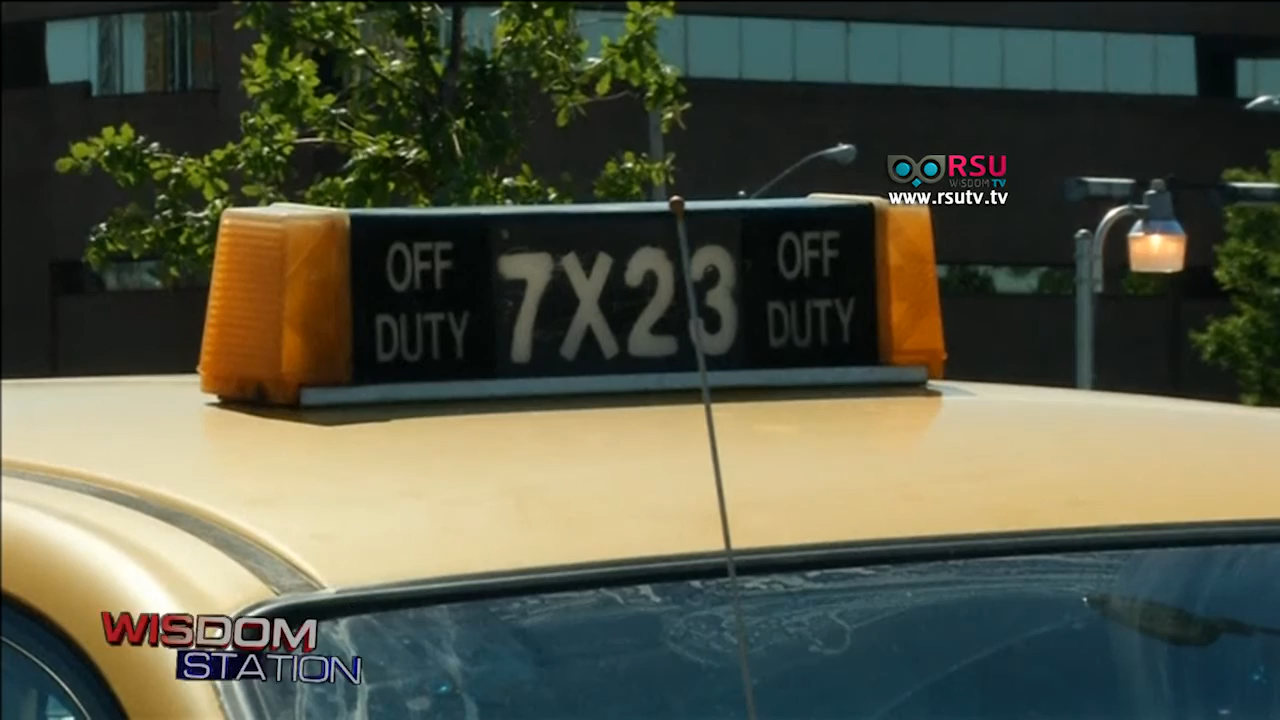 RSU
WISDOM TV
www.rsutv.tv
OFF DUTY
7X23
OFF DUTY
WISDOM
STATION